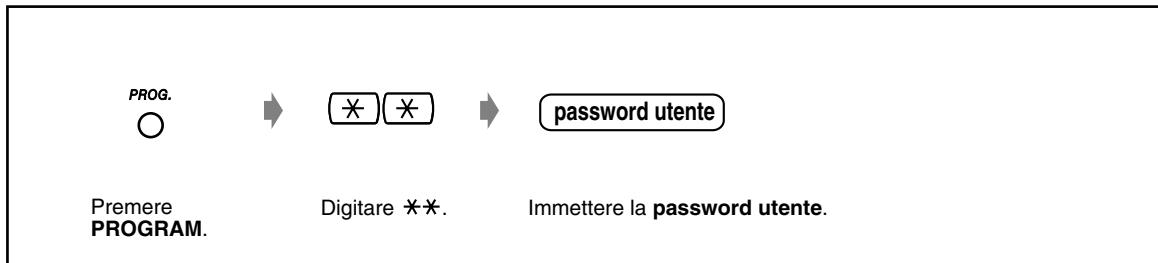 PROG.
✳✳ password utente
Premere Digitare ✳✳. Immettere la password utente.
PROGRAM.